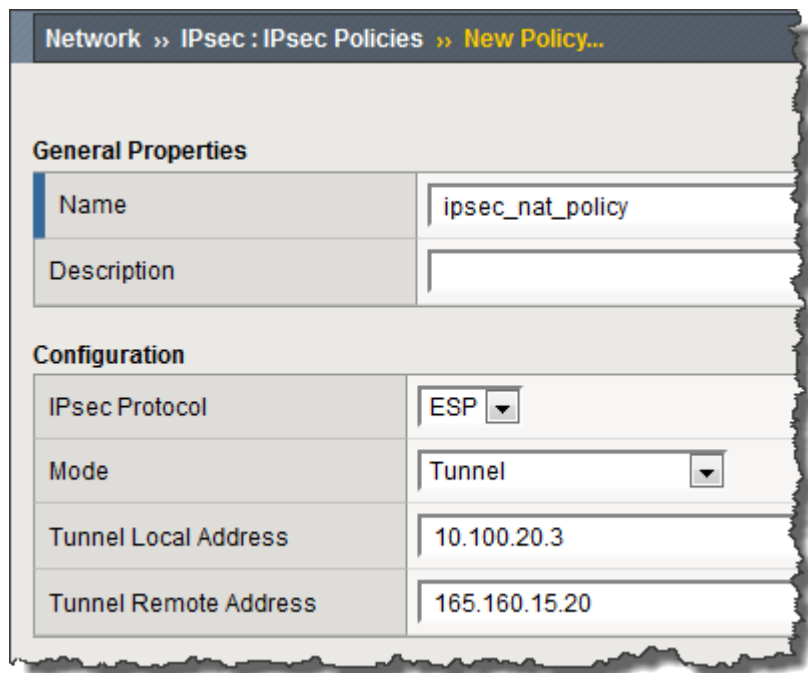 Network » IPsec : IPsec Policies » New Policy...
General Properties
Name ipsec_nat_policy
Description
Configuration
IPsec Protocol ESP
Mode Tunnel
Tunnel Local Address 10.100.20.3
Tunnel Remote Address 165.160.15.20